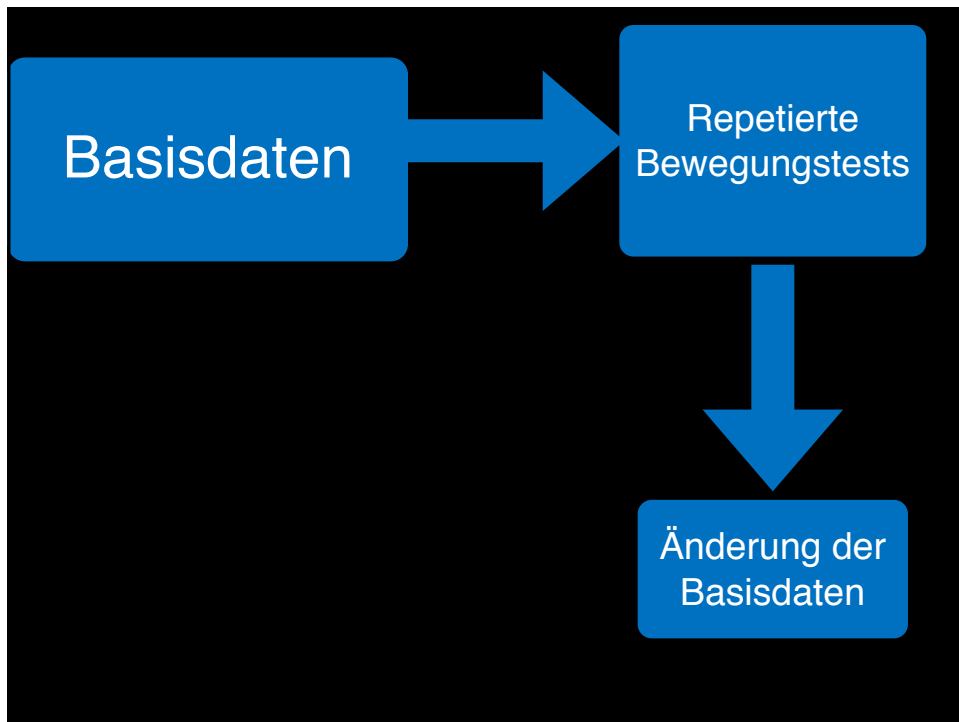 Basisdaten
Repetierte
Bewegungstests
Änderung der
Basisdaten